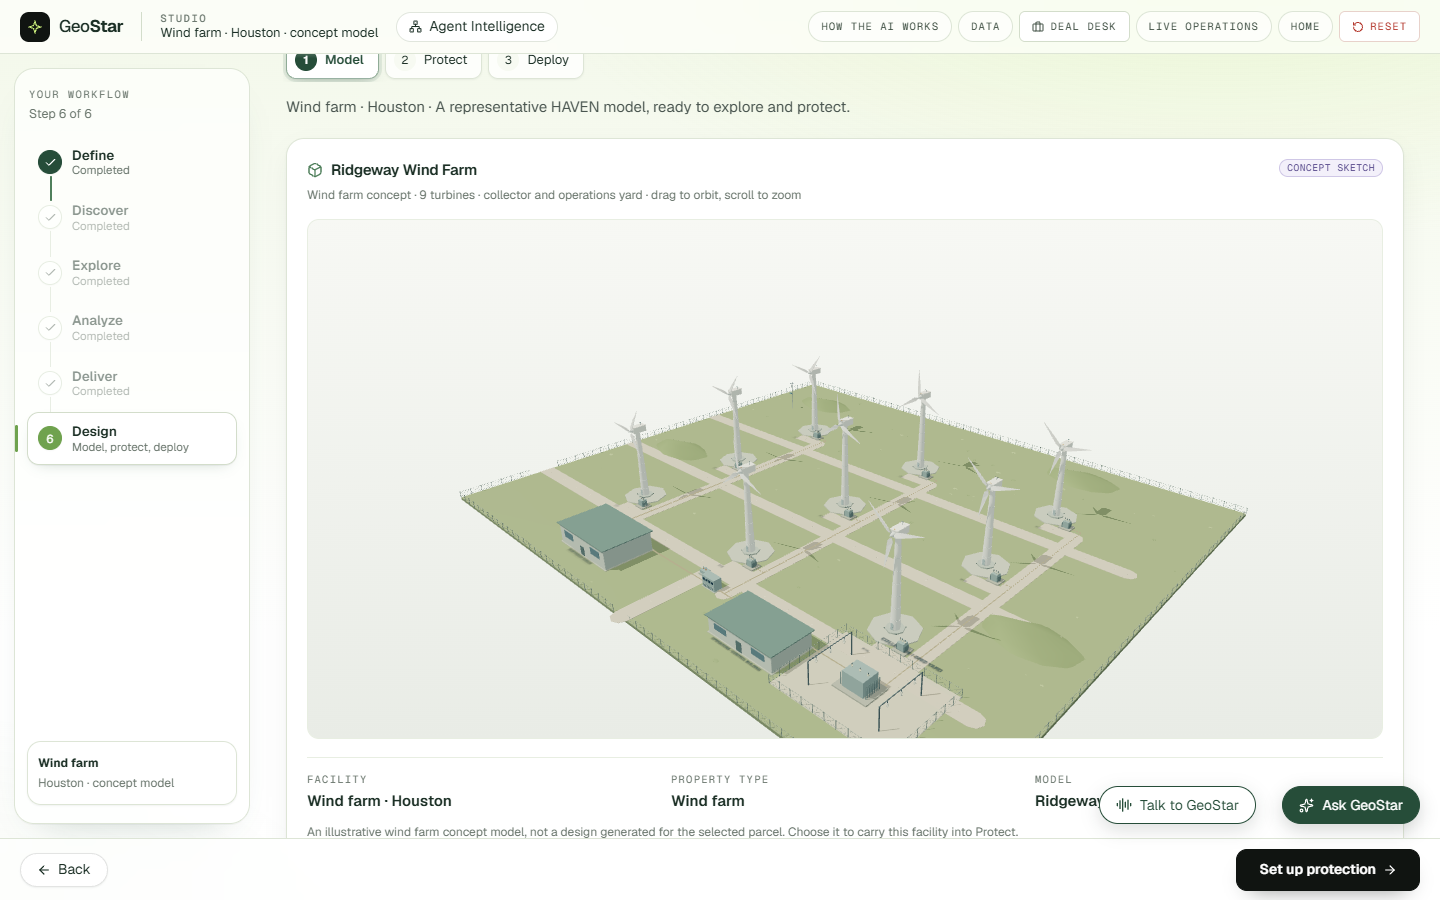 GeoStar
STUDIO
Wind farm · Houston · concept model
Agent Intelligence
HOW THE AI WORKS
DATA
DEAL DESK
LIVE OPERATIONS
HOME
RESET
YOUR WORKFLOW
Step 6 of 6
Define
Completed
Discover
Completed
Explore
Completed
Analyze
Completed
Deliver
Completed
6
Design
Model, protect, deploy
Wind farm
Houston · concept model
1 Model
2 Protect
3 Deploy
Wind farm · Houston · A representative HAVEN model, ready to explore and protect.
Ridgeway Wind Farm
CONCEPT SKETCH
Wind farm concept · 9 turbines · collector and operations yard · drag to orbit, scroll to zoom
FACILITY
Wind farm · Houston
PROPERTY TYPE
Wind farm
MODEL
Ridgeway
An illustrative wind farm concept model, not a design generated for the selected parcel. Choose it to carry this facility into Protect.
Talk to GeoStar
Ask GeoStar
Back
Set up protection